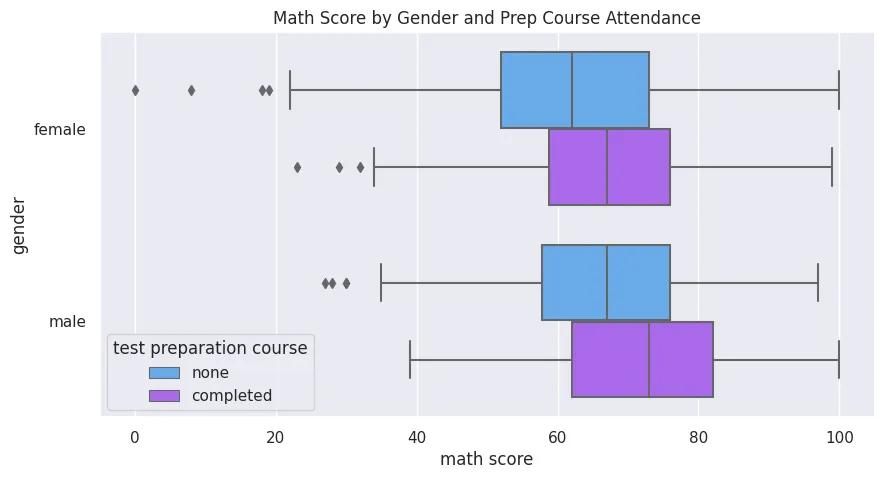 Math Score by Gender and Prep Course Attendance
female
male
gender
test preparation course
none
completed
0 20 40 60 80 100
math score